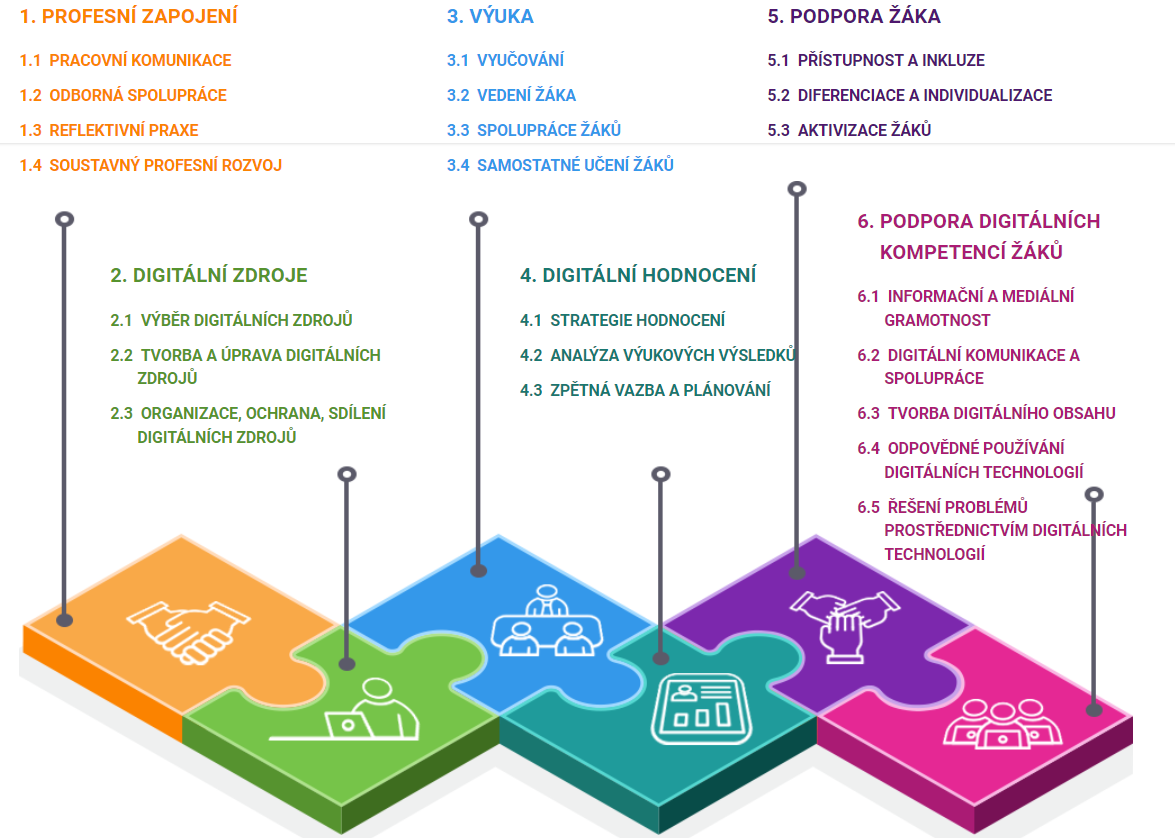 1. PROFESNÍ ZAPOJENÍ
1.1 PRACOVNÍ KOMUNIKACE
1.2 ODBORNÁ SPOLUPRÁCE
1.3 REFLEKTIVNÍ PRAXE
1.4 SOUSTAVNÝ PROFESNÍ ROZVOJ
2. DIGITÁLNÍ ZDROJE
2.1 VÝBĚR DIGITÁLNÍCH ZDROJŮ
2.2 TVORBA A ÚPRAVA DIGITÁLNÍCH
ZDROJŮ
2.3 ORGANIZACE, OCHRANA, SDÍLENÍ
DIGITÁLNÍCH ZDROJŮ
3. VÝUKA
3.1 VYUČOVÁNÍ
3.2 VEDENÍ ŽÁKA
3.3 SPOLUPRÁCE ŽÁKŮ
3.4 SAMOSTATNÉ UČENÍ ŽÁKŮ
4. DIGITÁLNÍ HODNOCENÍ
4.1 STRATEGIE HODNOCENÍ
4.2 ANALÝZA VÝUKOVÝCH VÝSLEDKŮ
4.3 ZPĚTNÁ VAZBA A PLÁNOVÁNÍ
5. PODPORA ŽÁKA
5.1 PŘÍSTUPNOST A INKLUZE
5.2 DIFERENCIACE A INDIVIDUALIZACE
5.3 AKTIVIZACE ŽÁKŮ
6. PODPORA DIGITÁLNÍCH
KOMPETENCÍ ŽÁKŮ
6.1 INFORMAČNÍ A MEDIÁLNÍ
GRAMOTNOST
6.2 DIGITÁLNÍ KOMUNIKACE A
SPOLUPRÁCE
6.3 TVORBA DIGITÁLNÍHO OBSAHU
6.4 ODPOVĚDNÉ POUŽÍVÁNÍ
DIGITÁLNÍCH TECHNOLOGIÍ
6.5 ŘEŠENÍ PROBLÉMŮ
PROSTŘEDNICTVÍM DIGITÁLNÍCH
TECHNOLOGIÍ